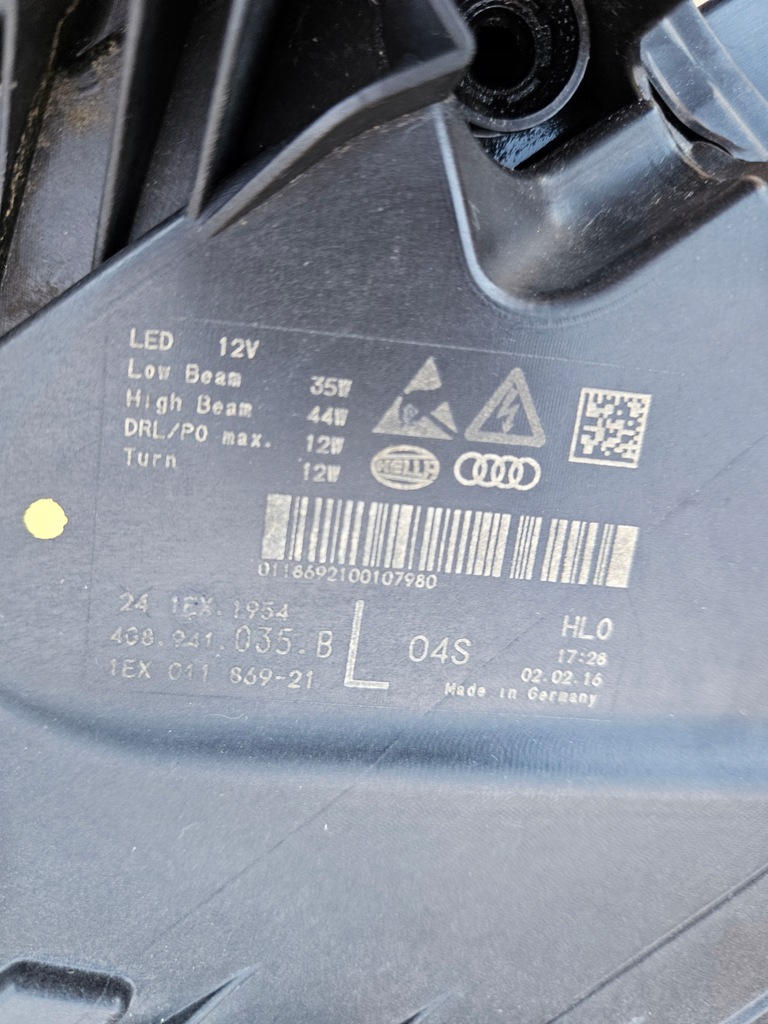 LED 12V
Low Beam 35W
High Beam 44W
DRL/PO max. 12W
Turn 12W
HELLA
0118692100107980
24 1EX.1954
4G8.941.035.B L 04S HL0
1EX 011 869-21
17:28
02.02.16
Made in Germany